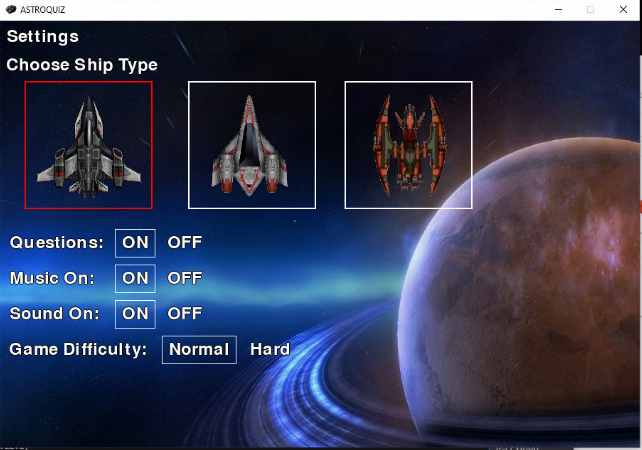 ASTROQUIZ
Settings
Choose Ship Type
Questions: ON OFF
Music On: ON OFF
Sound On: ON OFF
Game Difficulty: Normal Hard